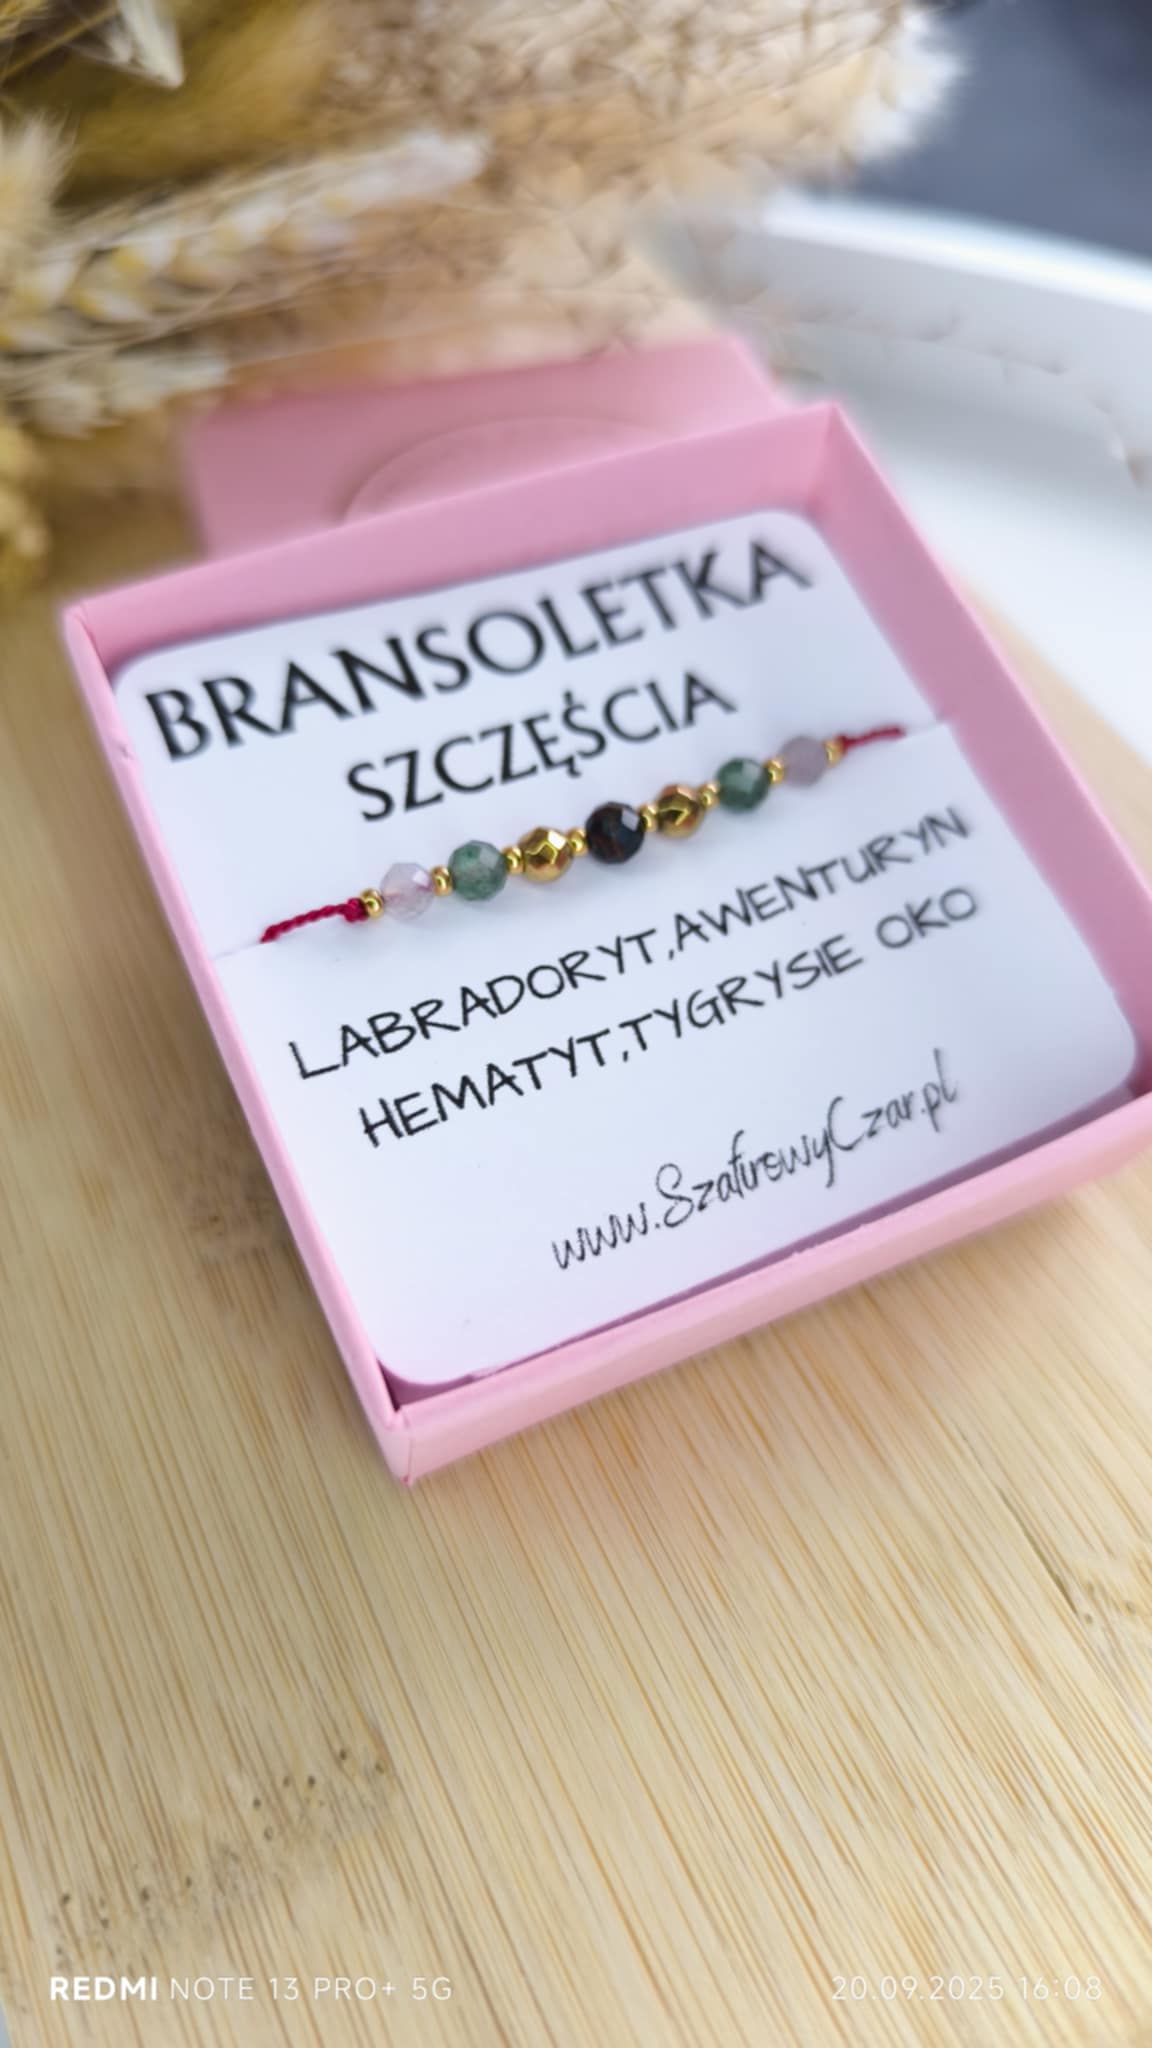 BRANSOLETKA
SZCZĘŚCIA
LABRADORYT,AWENTURYN
HEMATYT,TYGRYSIE OKO
www.SzafirowyCzar.pl
REDMI NOTE 13 PRO+ 5G
20.09.2025 16:08